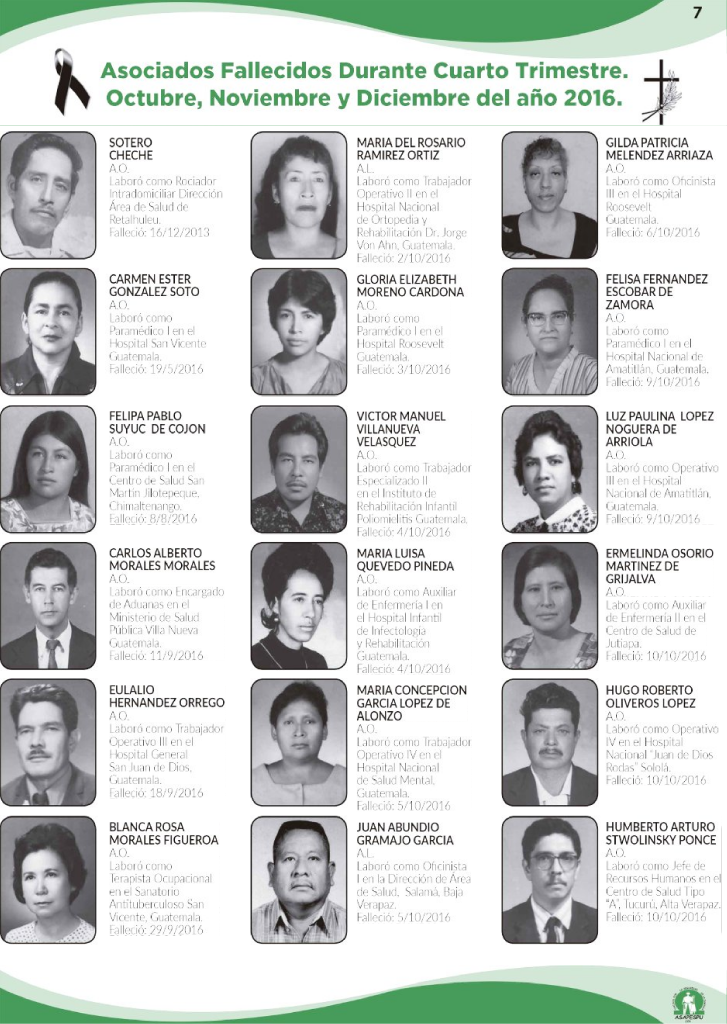 7
Asociados Fallecidos Durante Cuarto Trimestre.
Octubre, Noviembre y Diciembre del año 2016.
SOTERO
CHECHE
A.O.
Laboró como Rociador
Intradomiciliar Dirección
Área de Salud de
Retalhuleu.
Falleció: 16/12/2013
MARIA DEL ROSARIO
RAMIREZ ORTIZ
A.L.
Laboró como Trabajador
Operativo II en el
Hospital Nacional
de Ortopedia y
Rehabilitación Dr. Jorge
Von Ahn, Guatemala.
Falleció: 2/10/2016
GILDA PATRICIA
MELENDEZ ARRIAZA
A.O.
Laboró como Oficinista
III en el Hospital
Roosevelt
Guatemala.
Falleció: 6/10/2016
CARMEN ESTER
GONZALEZ SOTO
A.O.
Laboró como
Paramédico I en el
Hospital San Vicente
Guatemala.
Falleció: 19/5/2016
GLORIA ELIZABETH
MORENO CARDONA
A.O.
Laboró como
Paramédico I en el
Hospital Roosevelt
Guatemala.
Falleció: 3/10/2016
FELISA FERNANDEZ
ESCOBAR DE
ZAMORA
A.O.
Laboró como
Paramédico I en el
Hospital Nacional de
Amatitlán, Guatemala.
Falleció: 9/10/2016
FELIPA PABLO
SUYUC DE COJON
A.O.
Laboró como
Paramédico I en el
Centro de Salud San
Martin Jilotepeque,
Chimaltenango.
Falleció: 8/8/2016
VICTOR MANUEL
VILLANUEVA
VELASQUEZ
A.O.
Laboró como Trabajador
Especializado II
en el Instituto de
Rehabilitación Infantil
Poliomielitis Guatemala.
Falleció: 4/10/2016
LUZ PAULINA LOPEZ
NOGUERA DE
ARRIOLA
A.O.
Laboró como Operativo
III en el Hospital
Nacional de Amatitlán,
Guatemala.
Falleció: 9/10/2016
CARLOS ALBERTO
MORALES MORALES
A.O.
Laboró como Encargado
de Aduanas en el
Ministerio de Salud
Pública Villa Nueva
Guatemala.
Falleció: 11/9/2016
MARIA LUISA
QUEVEDO PINEDA
A.O.
Laboró como Auxiliar
de Enfermería I en
el Hospital Infantil
de Infectología
y Rehabilitación
Guatemala.
Falleció: 4/10/2016
ERMELINDA OSORIO
MARTINEZ DE
GRIJALVA
A.O.
Laboró como Auxiliar
de Enfermería II en el
Centro de Salud de
Jutiapa.
Falleció: 10/10/2016
EULALIO
HERNANDEZ ORREGO
A.O.
Laboró como Trabajador
Operativo III en el
Hospital General
San Juan de Dios,
Guatemala.
Falleció: 18/9/2016
MARIA CONCEPCION
GARCIA LOPEZ DE
ALONZO
A.O.
Laboró como Trabajador
Operativo IV en el
Hospital Nacional
de Salud Mental,
Guatemala.
Falleció: 5/10/2016
HUGO ROBERTO
OLIVEROS LOPEZ
A.O.
Laboró como Operativo
IV en el Hospital
Nacional "Juan de Dios
Rodas" Sololá.
Falleció: 10/10/2016
BLANCA ROSA
MORALES FIGUEROA
A.O.
Laboró como
Terapista Ocupacional
en el Sanatorio
Antituberculoso San
Vicente, Guatemala.
Falleció: 29/9/2016
JUAN ABUNDIO
GRAMAJO GARCIA
A.L.
Laboró como Oficinista
I en la Dirección de Área
de Salud, Salamá, Baja
Verapaz.
Falleció: 5/10/2016
HUMBERTO ARTURO
STWOLINSKY PONCE
A.O.
Laboró como Jefe de
Recursos Humanos en el
Centro de Salud Tipo
"A", Tucurú, Alta Verapaz.
Falleció: 10/10/2016
ASAPESPU